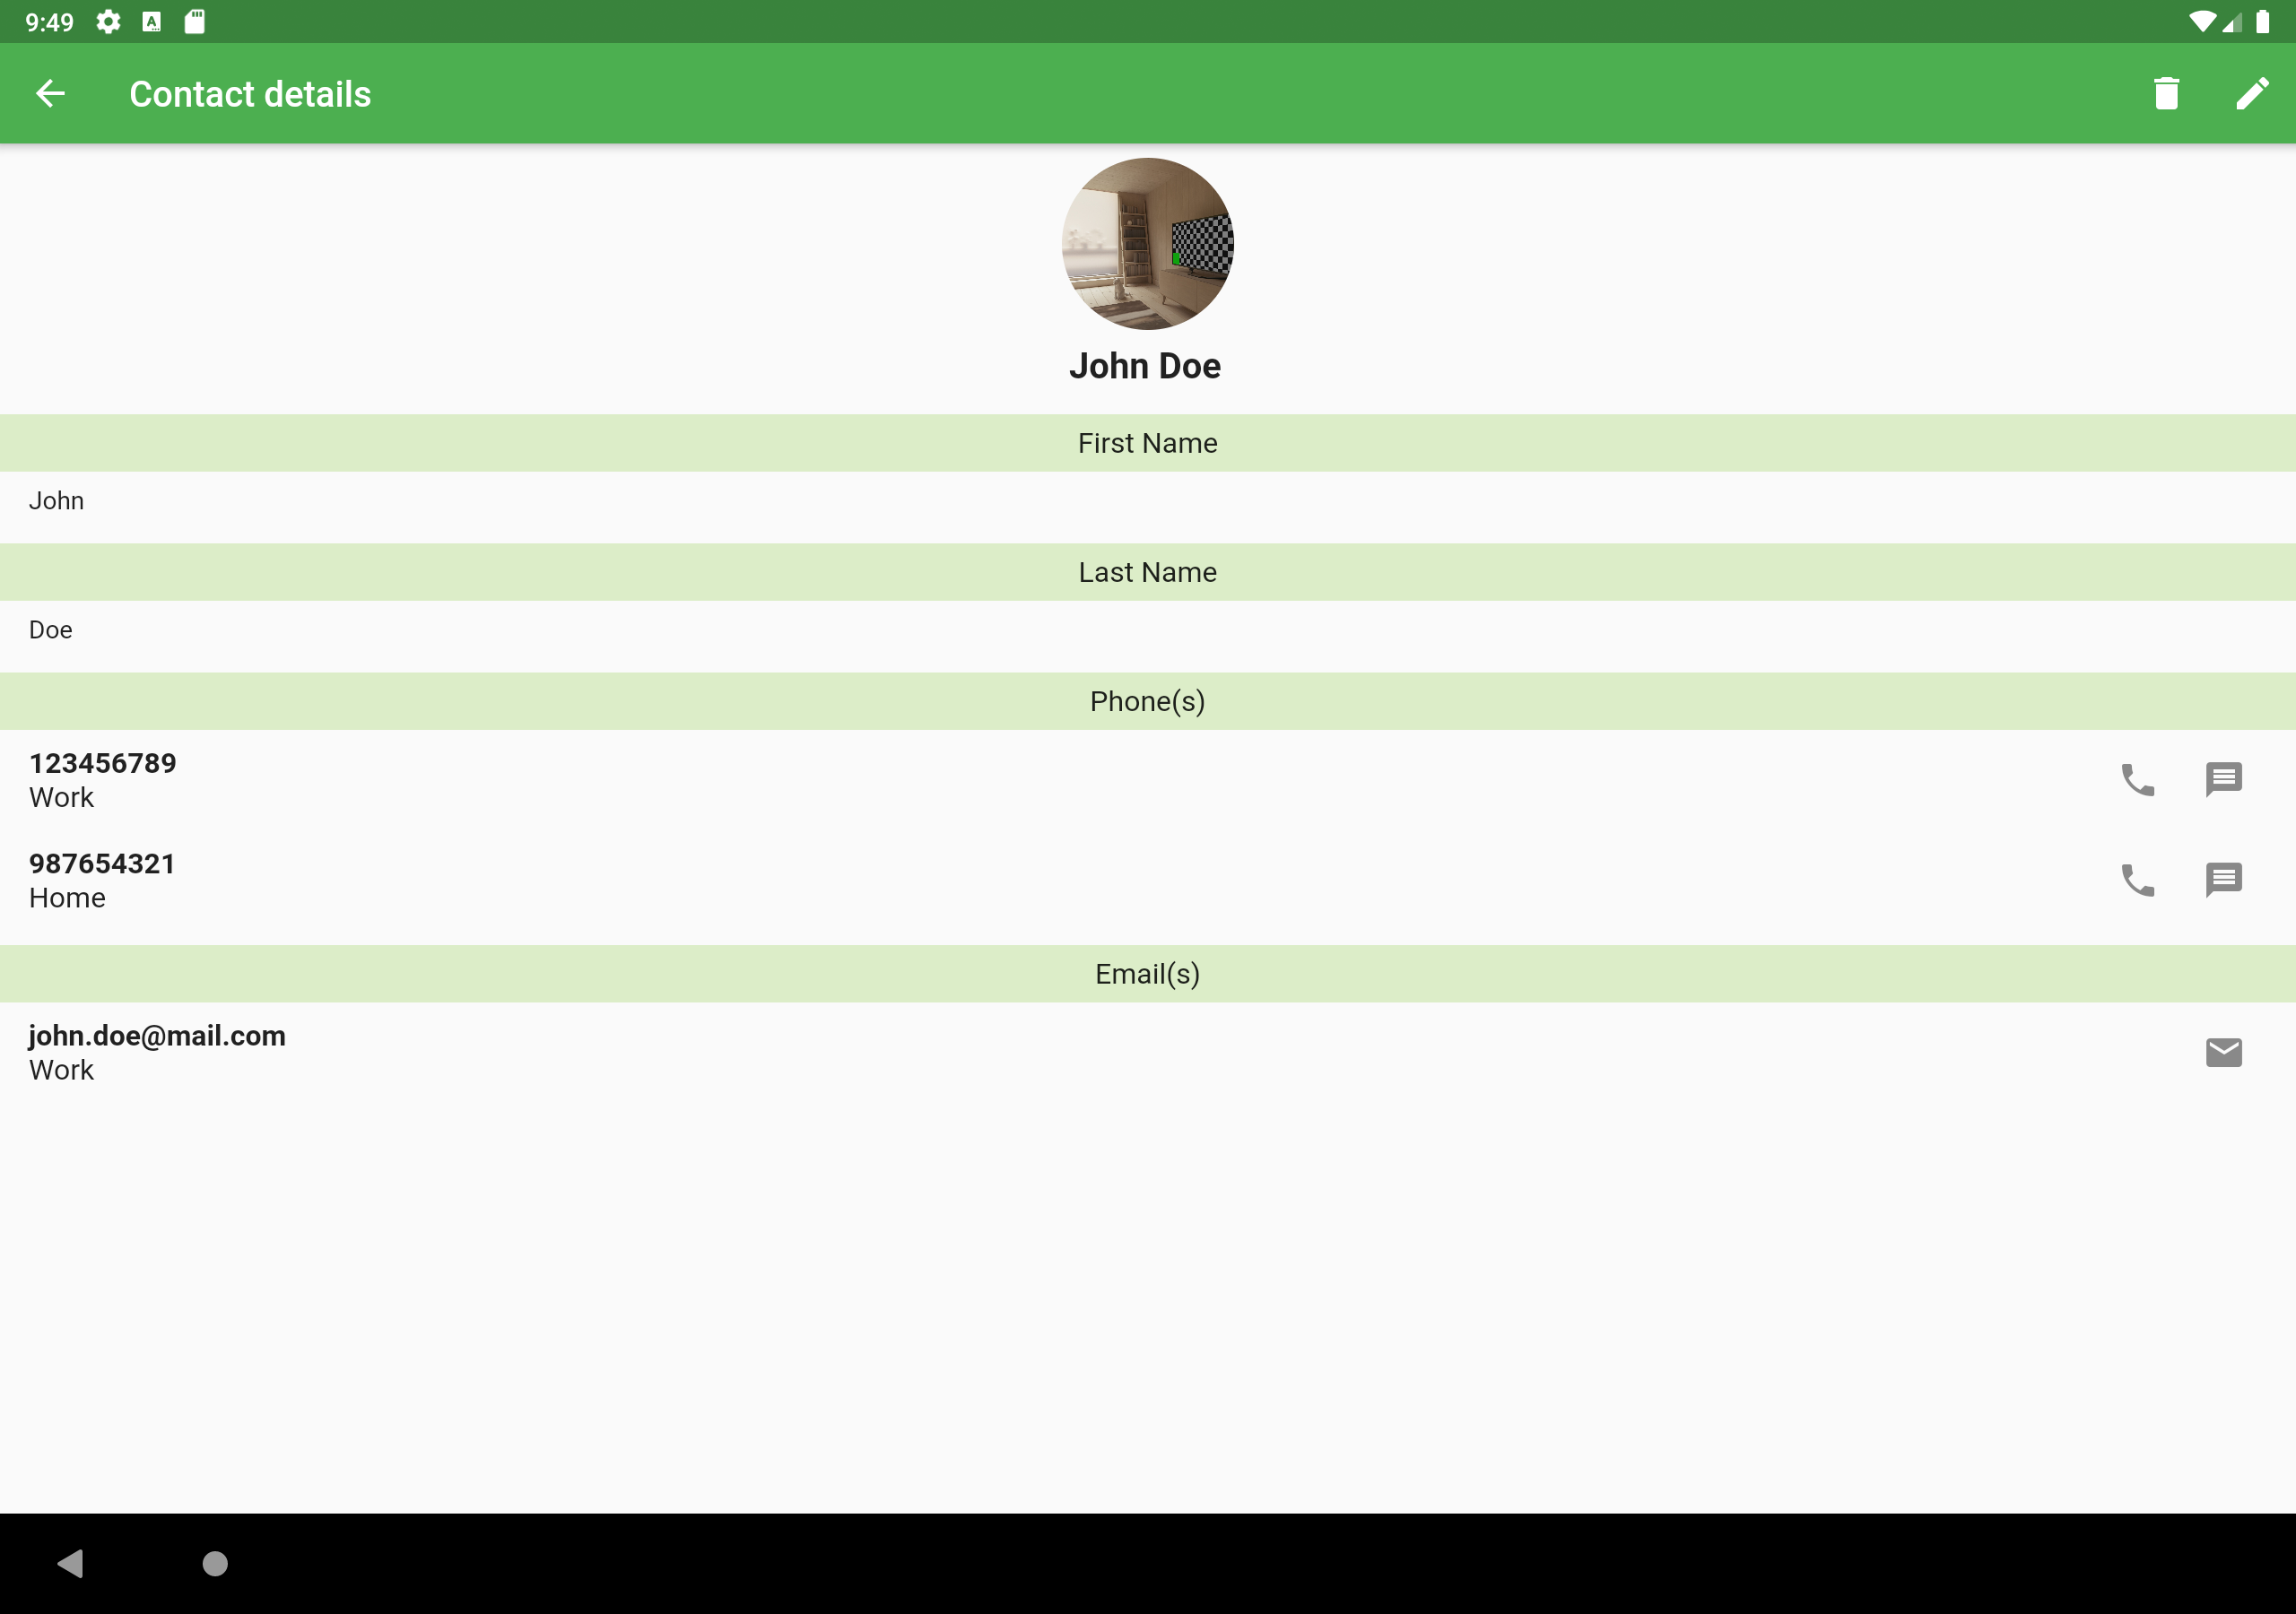 9:49
Contact details
John Doe
First Name
John
Last Name
Doe
Phone(s)
123456789
Work
987654321
Home
Email(s)
john.doe@mail.com
Work